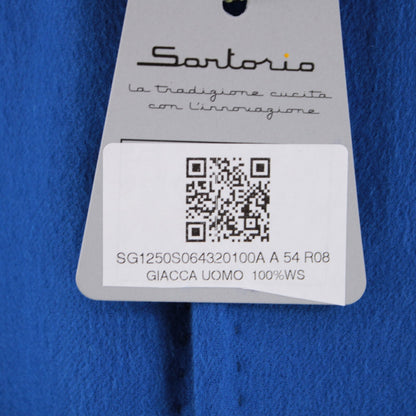 Sartorio
la tradizione cucita
con l'innovazione
SG1250S064320100A A 54 R08
GIACCA UOMO 100%WS